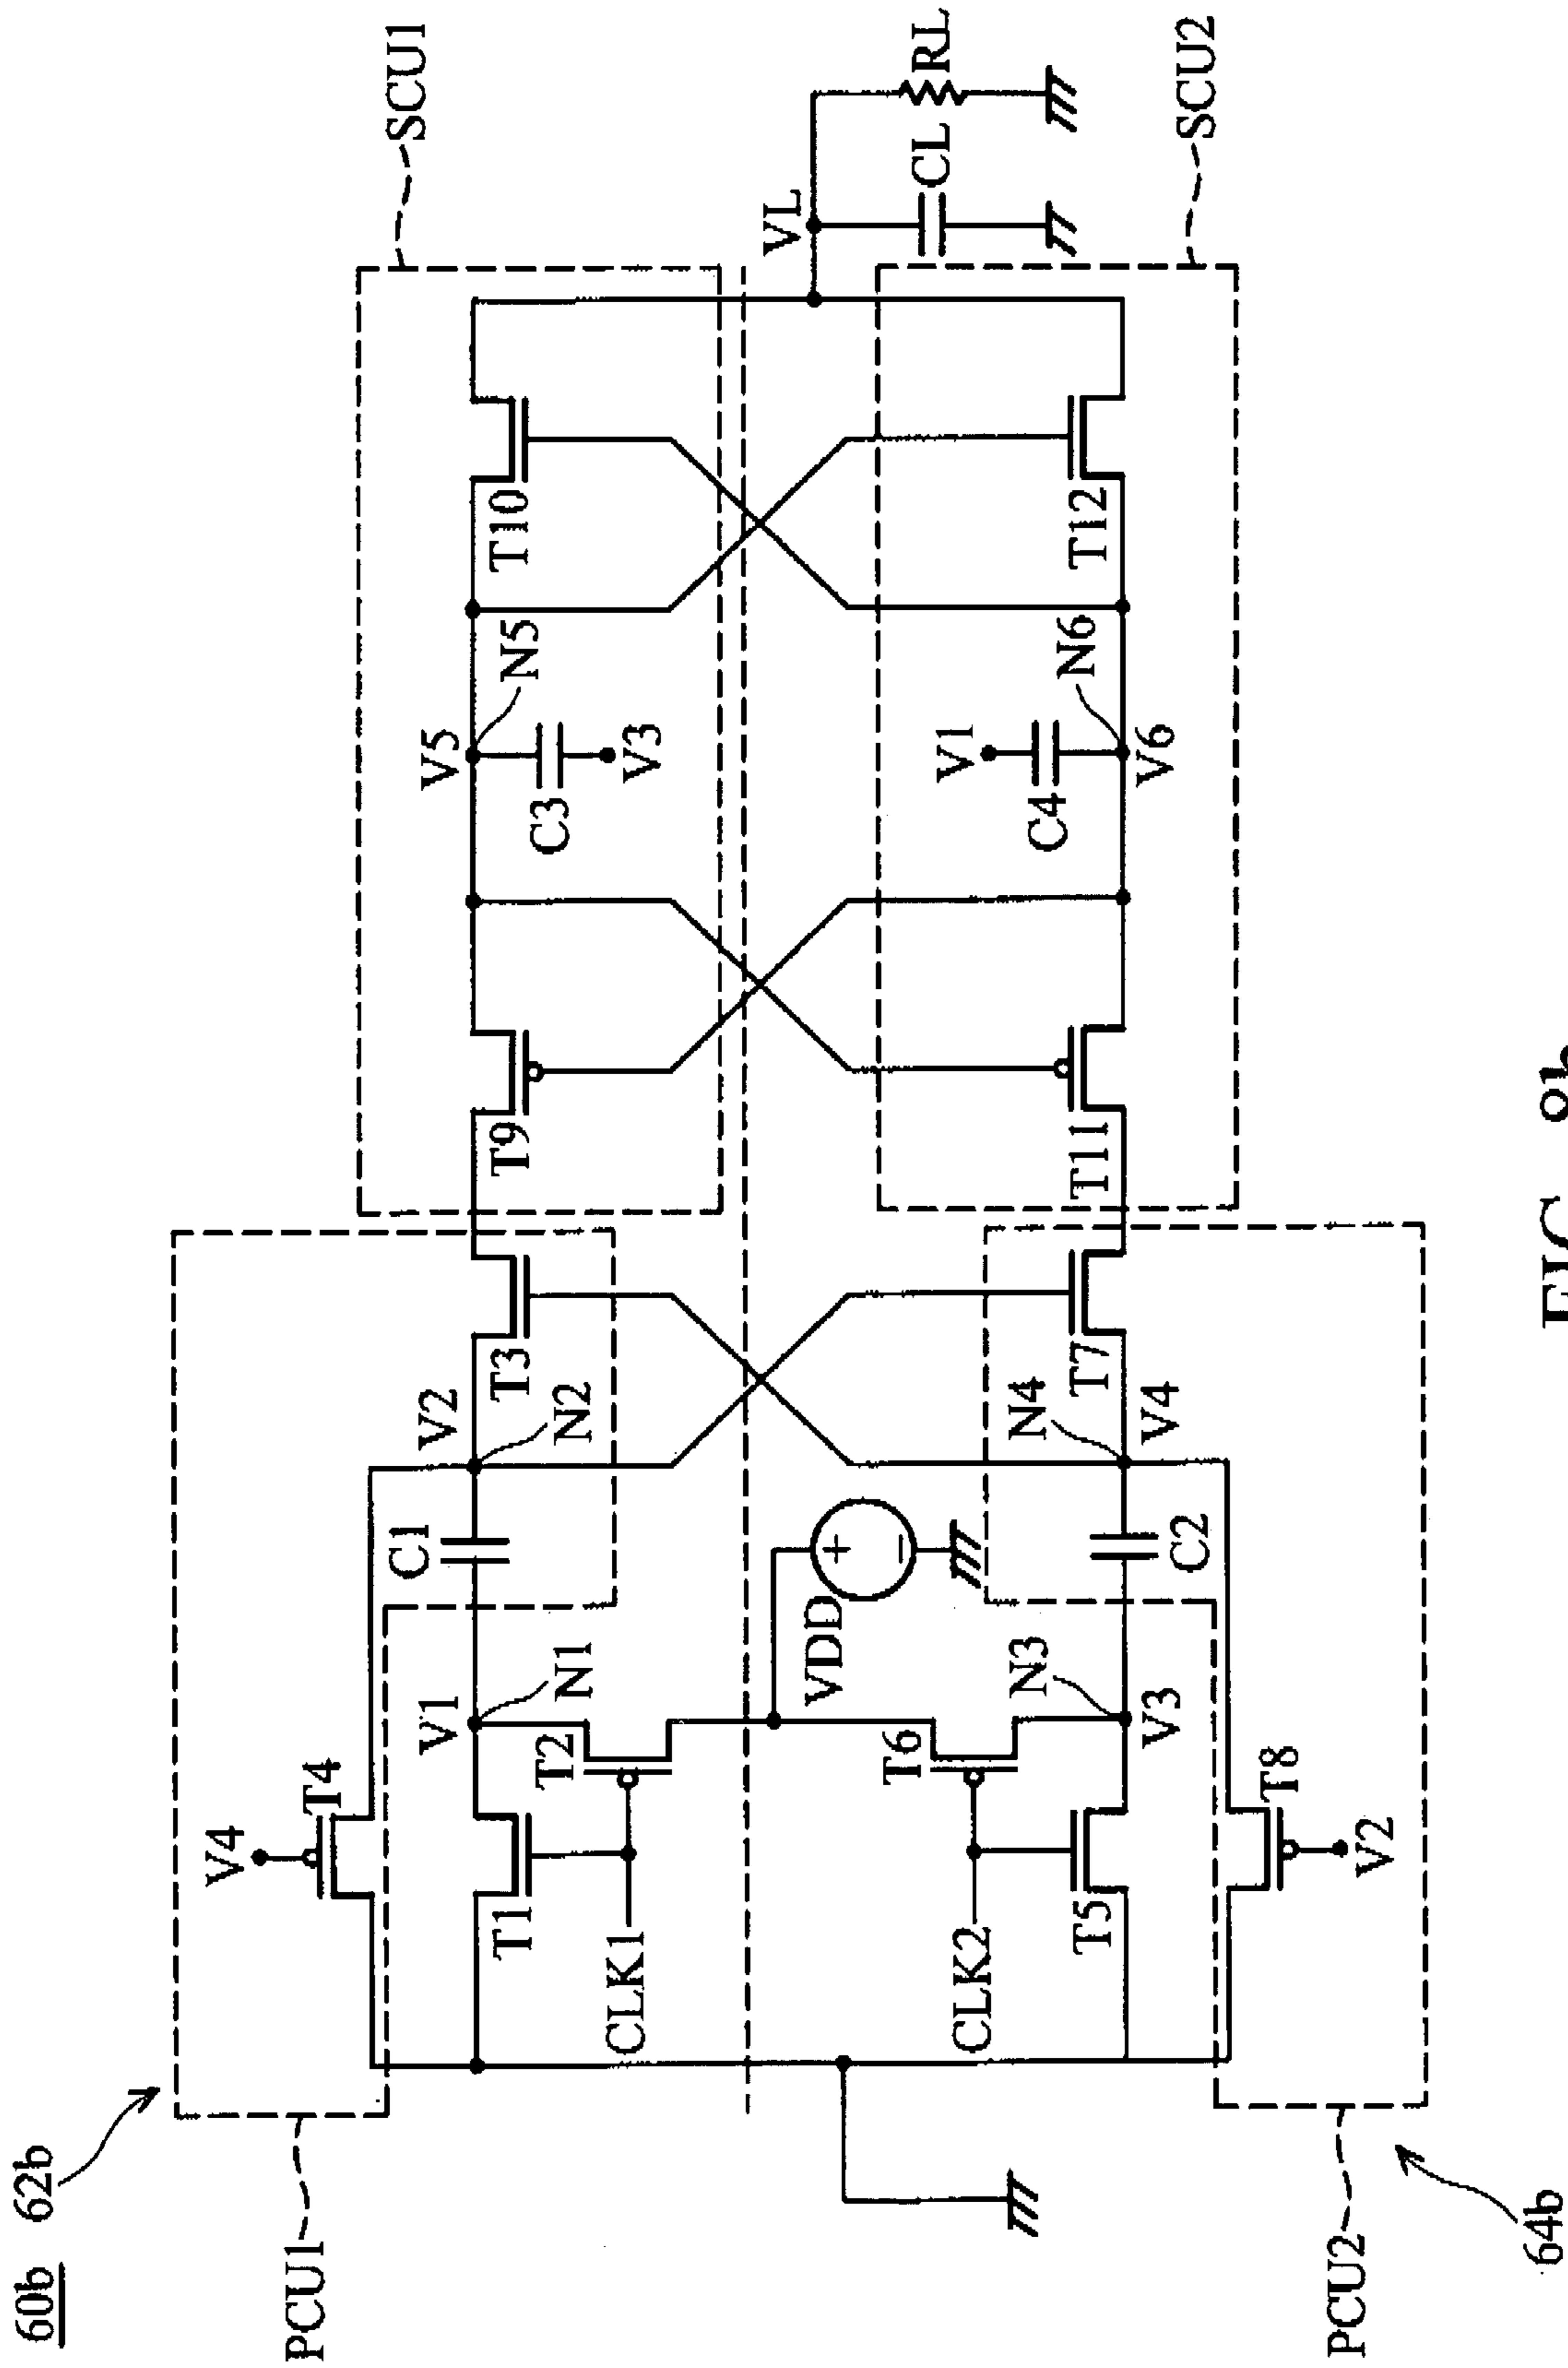 60b 62b
PCU1
SCU1
V4
T4
V1
N1
C1
V2
N2
T3
T9
V5
N5
C3
V3
T10
VL
CL
RL
T1
T2
CLK1
VDD
+
−
CLK2
T6
T5
N3
V3
C2
N4
V4
T7
T11
V1
C4
N6
V6
T12
T8
V2
PCU2
SCU2
64b